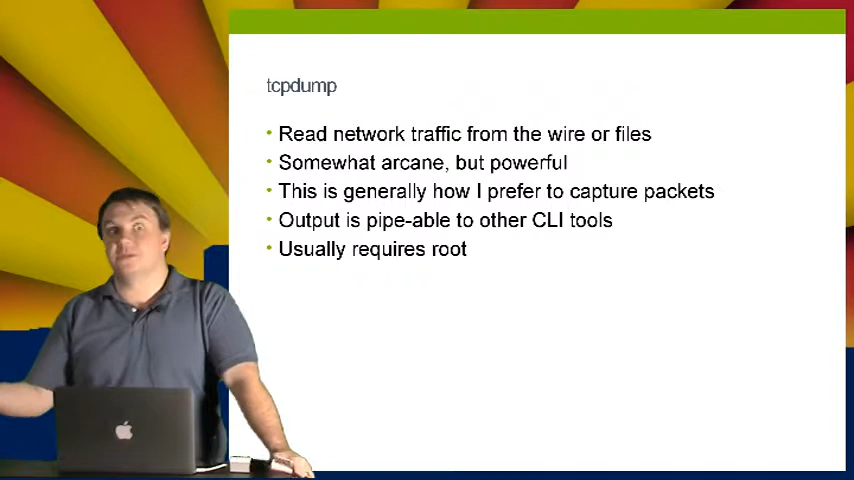 tcpdump
• Read network traffic from the wire or files
• Somewhat arcane, but powerful
• This is generally how I prefer to capture packets
• Output is pipe-able to other CLI tools
• Usually requires root